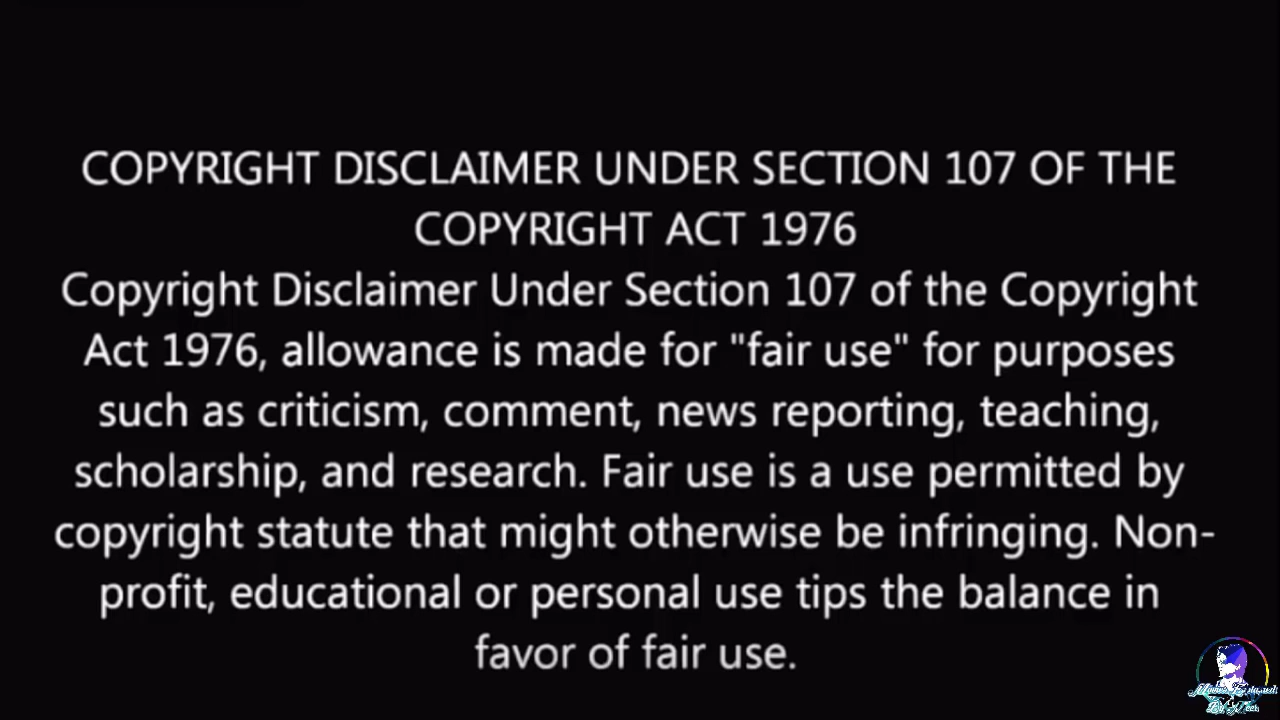 COPYRIGHT DISCLAIMER UNDER SECTION 107 OF THE
COPYRIGHT ACT 1976
Copyright Disclaimer Under Section 107 of the Copyright
Act 1976, allowance is made for "fair use" for purposes
such as criticism, comment, news reporting, teaching,
scholarship, and research. Fair use is a use permitted by
copyright statute that might otherwise be infringing. Non-
profit, educational or personal use tips the balance in
favor of fair use.